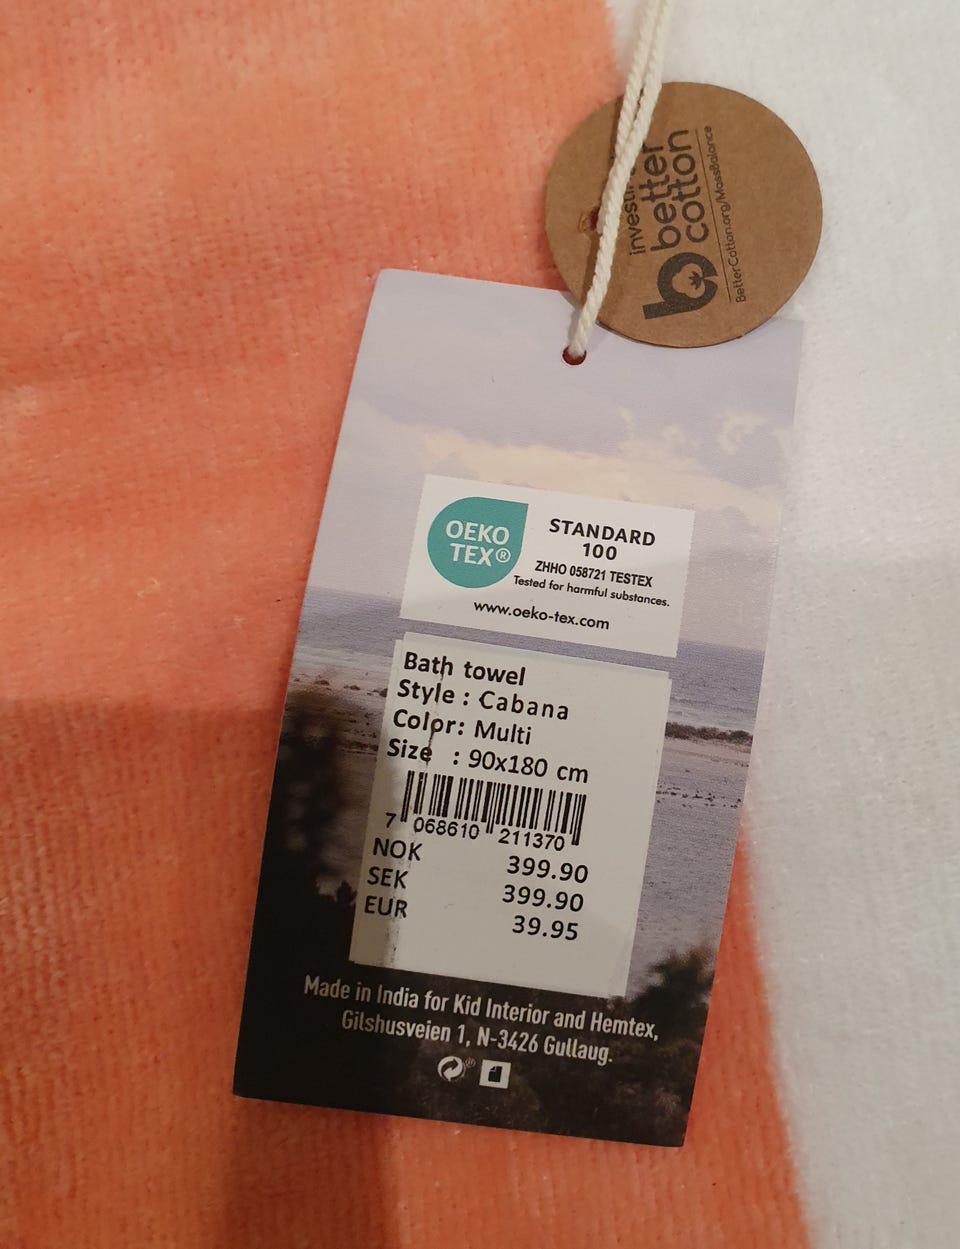 investing
better
cotton
BetterCotton.org/MassBalance
OEKO
TEX®
STANDARD
100
ZHHO 058721 TESTEX
Tested for harmful substances.
www.oeko-tex.com
Bath towel
Style : Cabana
Color: Multi
Size : 90x180 cm
7 068610 211370
NOK 399.90
SEK 399.90
EUR 39.95
Made in India for Kid Interior and Hemtex,
Gilshusveien 1, N-3426 Gullaug.